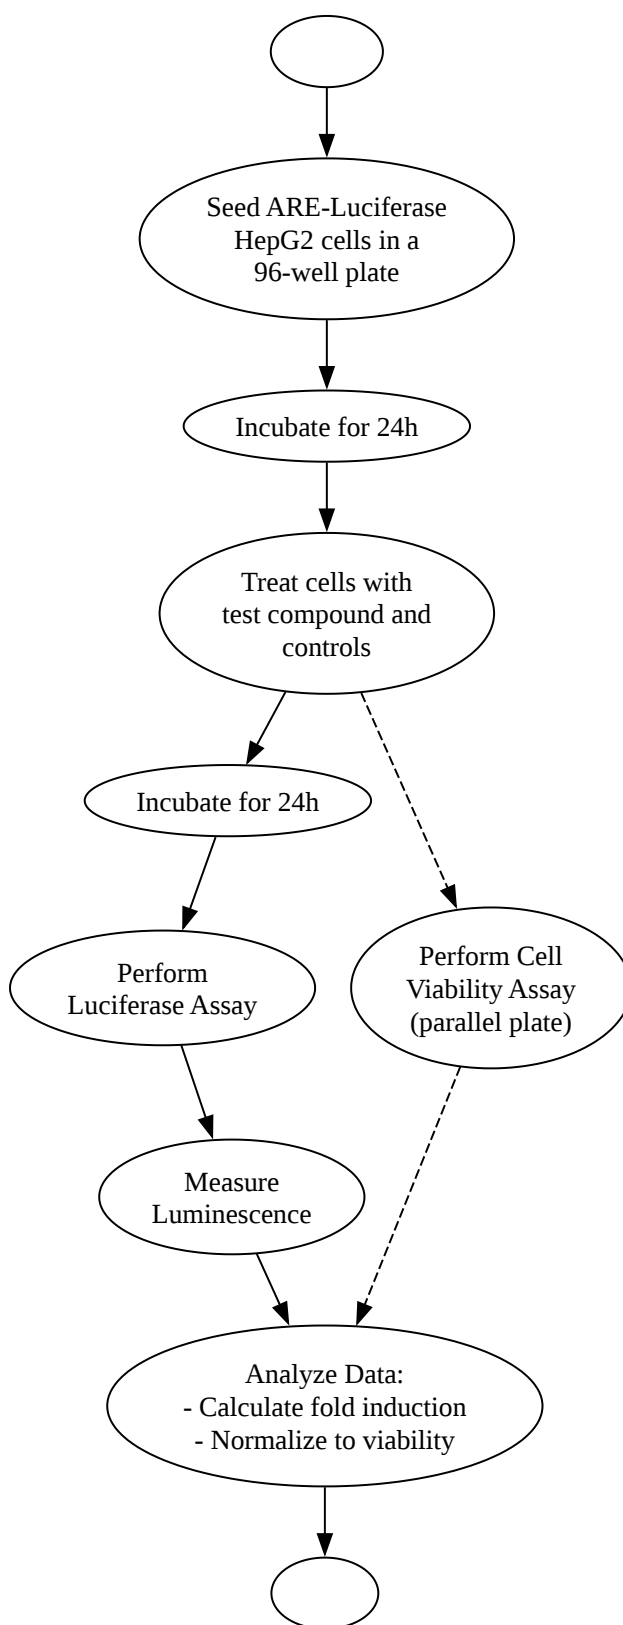 Seed ARE-Luciferase
HepG2 cells in a
96-well plate
Incubate for 24h
Treat cells with
test compound and
controls
Incubate for 24h
Perform
Luciferase Assay
Perform Cell
Viability Assay
(parallel plate)
Measure
Luminescence
Analyze Data:
- Calculate fold induction
- Normalize to viability